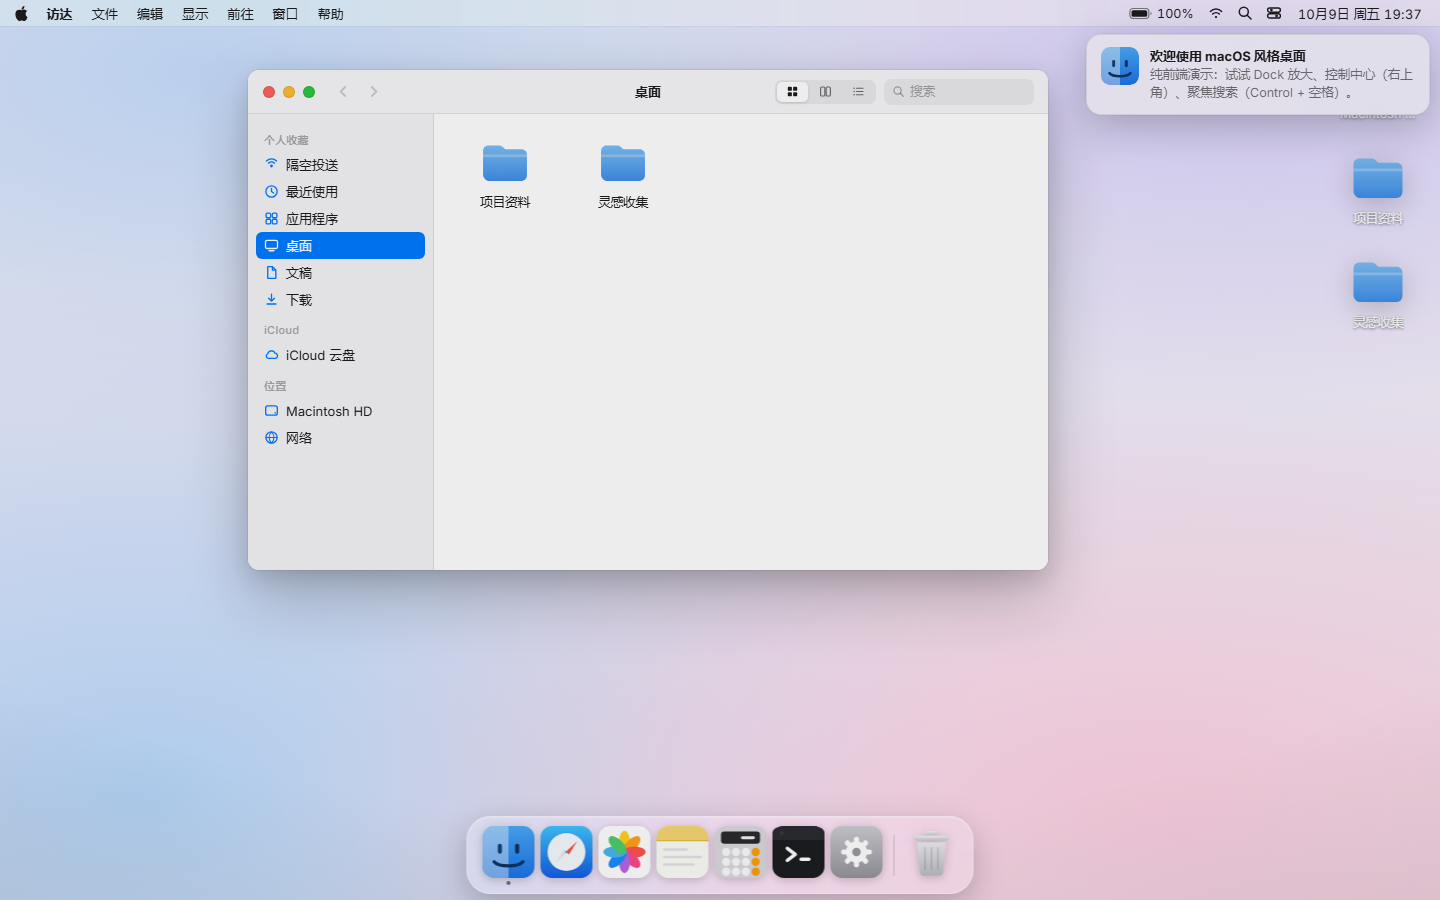 访达 文件 编辑 显示 前往 窗口 帮助 100% 10月9日 周五 19:37
欢迎使用 macOS 风格桌面
纯前端演示：试试 Dock 放大、控制中心（右上
角）、聚焦搜索（Control + 空格）。
Macintosh ...
项目资料
灵感收集
桌面
搜索
个人收藏
隔空投送
最近使用
应用程序
桌面
文稿
下载
iCloud
iCloud 云盘
位置
Macintosh HD
网络
项目资料 灵感收集